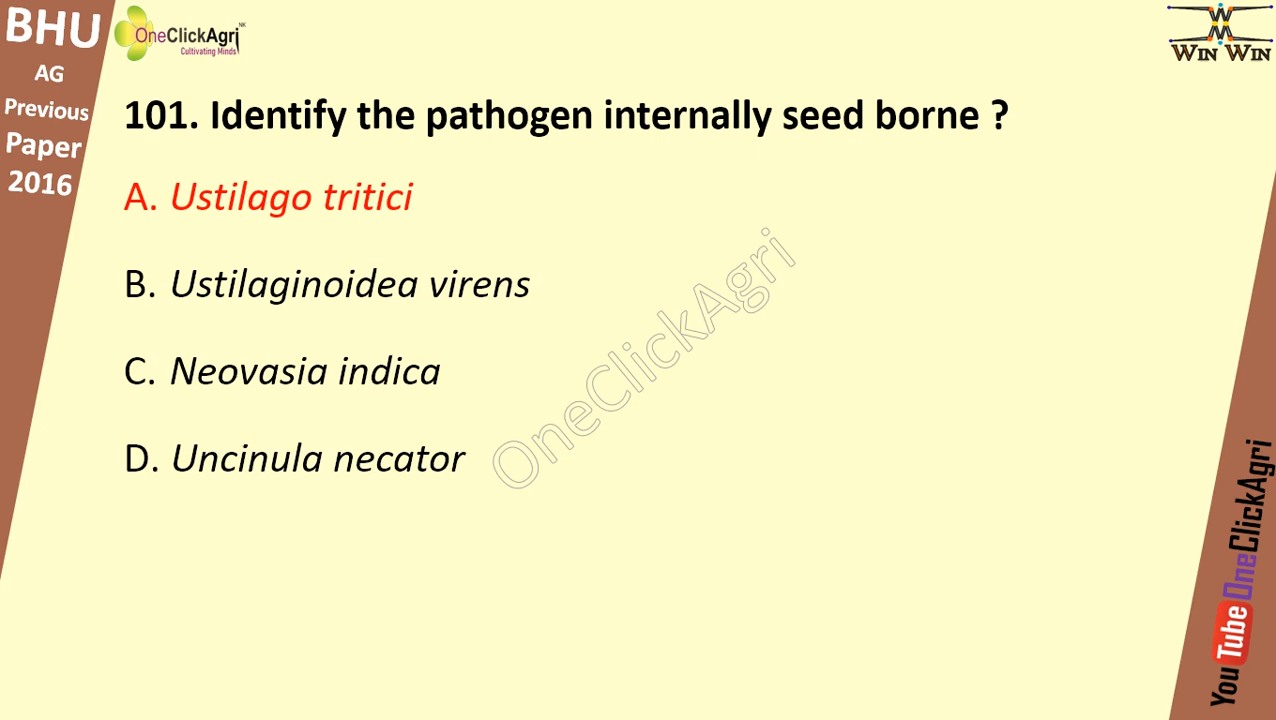 BHU
AG
Previous
Paper
2016
OneClickAgri NK
Cultivating Minds
WIN WIN
101. Identify the pathogen internally seed borne ?
A. Ustilago tritici
B. Ustilaginoidea virens
C. Neovasia indica
D. Uncinula necator
OneClickAgri
YouTube OneClickAgri